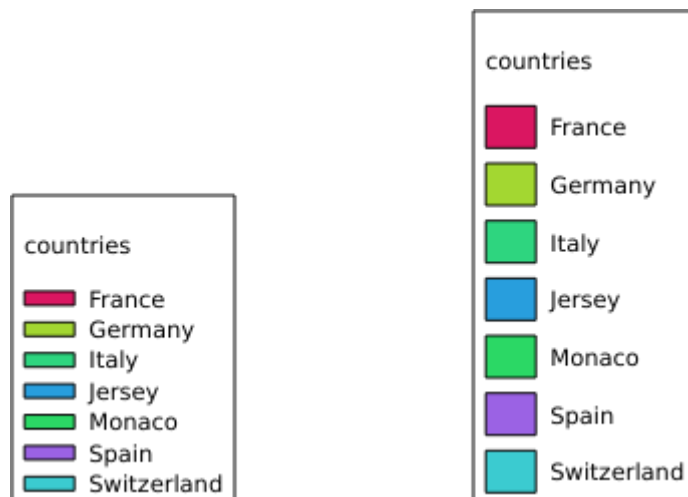 countries
France
Germany
Italy
Jersey
Monaco
Spain
Switzerland
countries
France
Germany
Italy
Jersey
Monaco
Spain
Switzerland